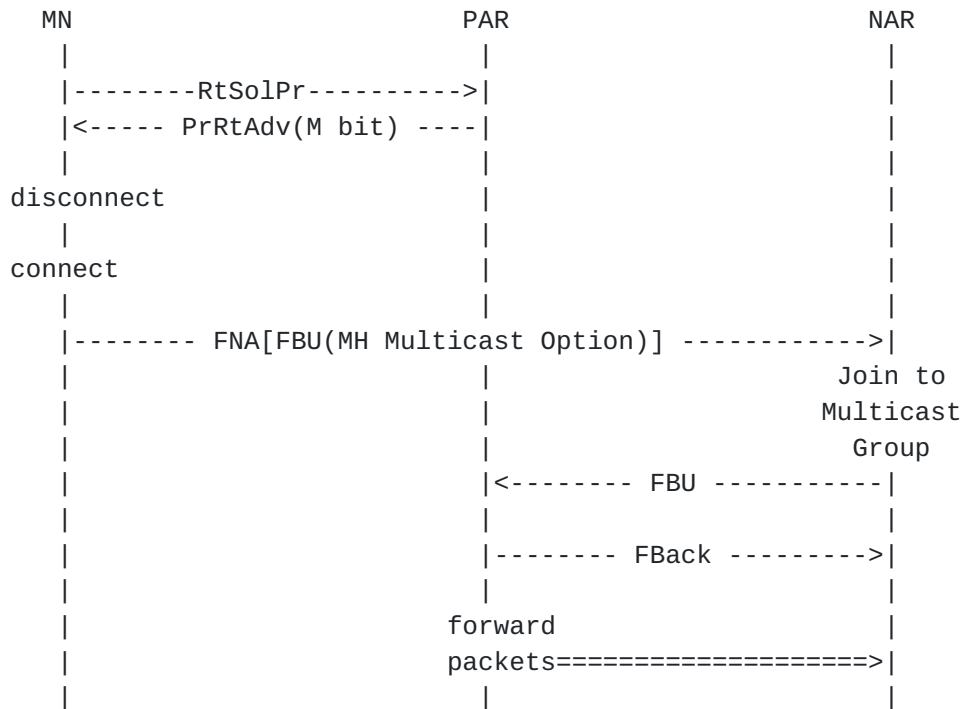 MN                         PAR                        NAR
 |                          |                          |
 |--------RtSolPr---------->|                          |
 |<----- PrRtAdv(M bit) ----|                          |
 |                          |                          |
disconnect                  |                          |
 |                          |                          |
connect                     |                          |
 |                          |                          |
 |-------- FNA[FBU(MH Multicast Option)] ------------>|
 |                          |                       Join to
 |                          |                      Multicast
 |                          |                        Group
 |                          |<-------- FBU -----------|
 |                          |                          |
 |                          |-------- FBack --------->|
 |                          |                          |
 |                        forward                      |
 |                        packets====================>|
 |                          |                          |